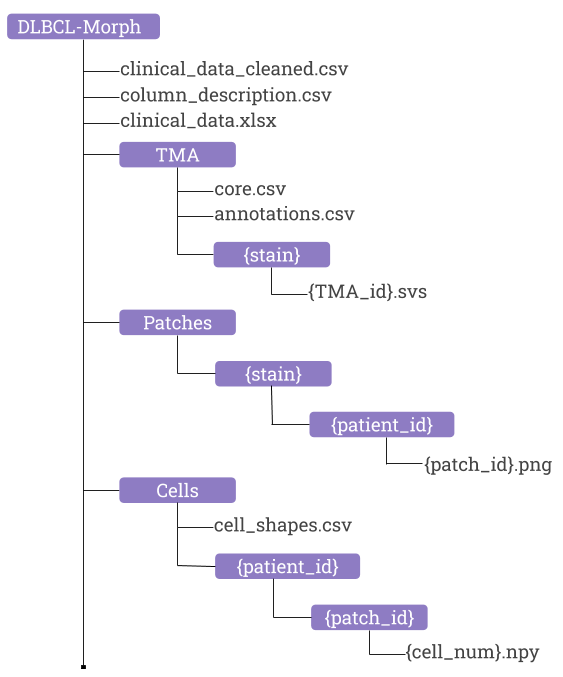 DLBCL-Morph
clinical_data_cleaned.csv
column_description.csv
clinical_data.xlsx
TMA
core.csv
annotations.csv
{stain}
{TMA_id}.svs
Patches
{stain}
{patient_id}
{patch_id}.png
Cells
cell_shapes.csv
{patient_id}
{patch_id}
{cell_num}.npy